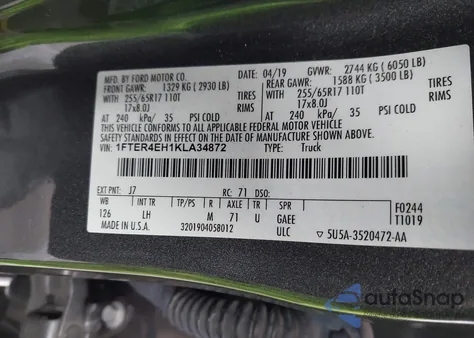 MFD. BY FORD MOTOR CO.
DATE: 04/19 GVWR: 2744 KG (6050 LB)
FRONT GAWR: 1329 KG (2930 LB) REAR GAWR: 1588 KG (3500 LB)
WITH 255/65R17 110T TIRES WITH 255/65R17 110T TIRES
17x8.0J RIMS 17x8.0J RIMS
AT 240 kPa/ 35 PSI COLD AT 240 kPa/ 35 PSI COLD
THIS VEHICLE CONFORMS TO ALL APPLICABLE FEDERAL MOTOR VEHICLE
SAFETY STANDARDS IN EFFECT ON THE DATE OF MANUFACTURE SHOWN ABOVE.
VIN: 1FTER4EH1KLA34872 TYPE: Truck
EXT PNT: J7 RC: 71 DSO: F0244
WB INT TR TP/PS R AXLE TR SPR T1019
126 LH M 71 U GAEE
MADE IN U.S.A. 3201904058012 ULC 5U5A-3520472-AA
autoSnap